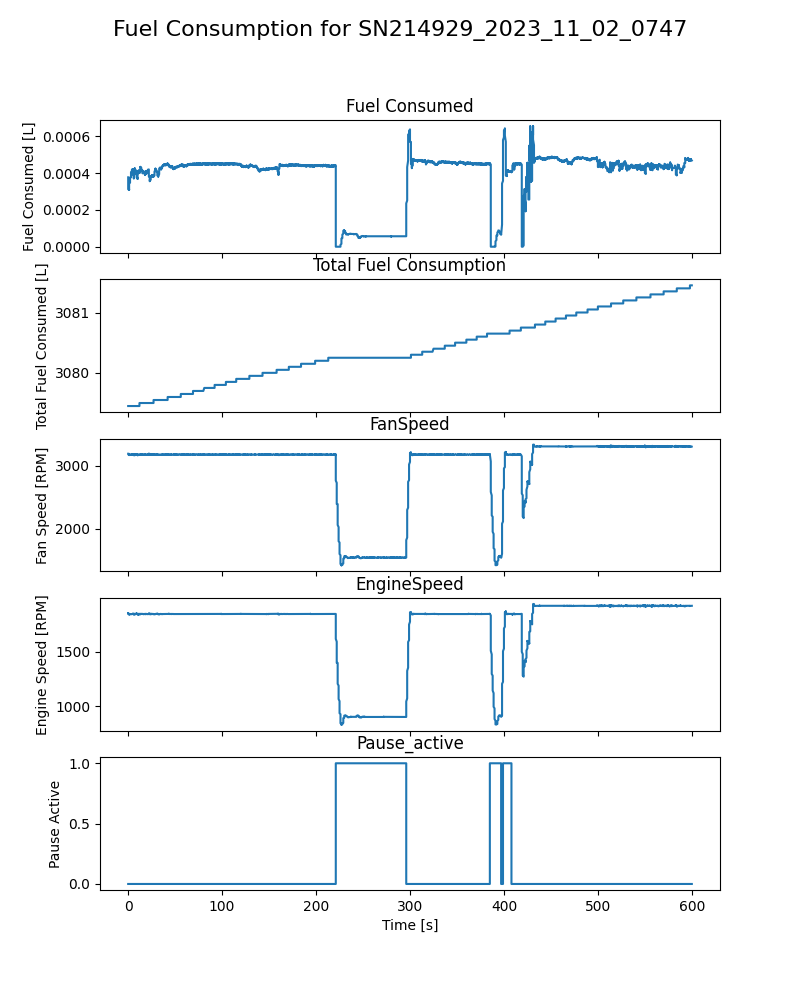 Fuel Consumption for SN214929_2023_11_02_0747
Fuel Consumed
Fuel Consumed [L]
0.0006
0.0004
0.0002
0.0000
Total Fuel Consumption
Total Fuel Consumed [L]
3081
3080
FanSpeed
Fan Speed [RPM]
3000
2000
EngineSpeed
Engine Speed [RPM]
1500
1000
Pause_active
Pause Active
1.0
0.5
0.0
0 100 200 300 400 500 600
Time [s]